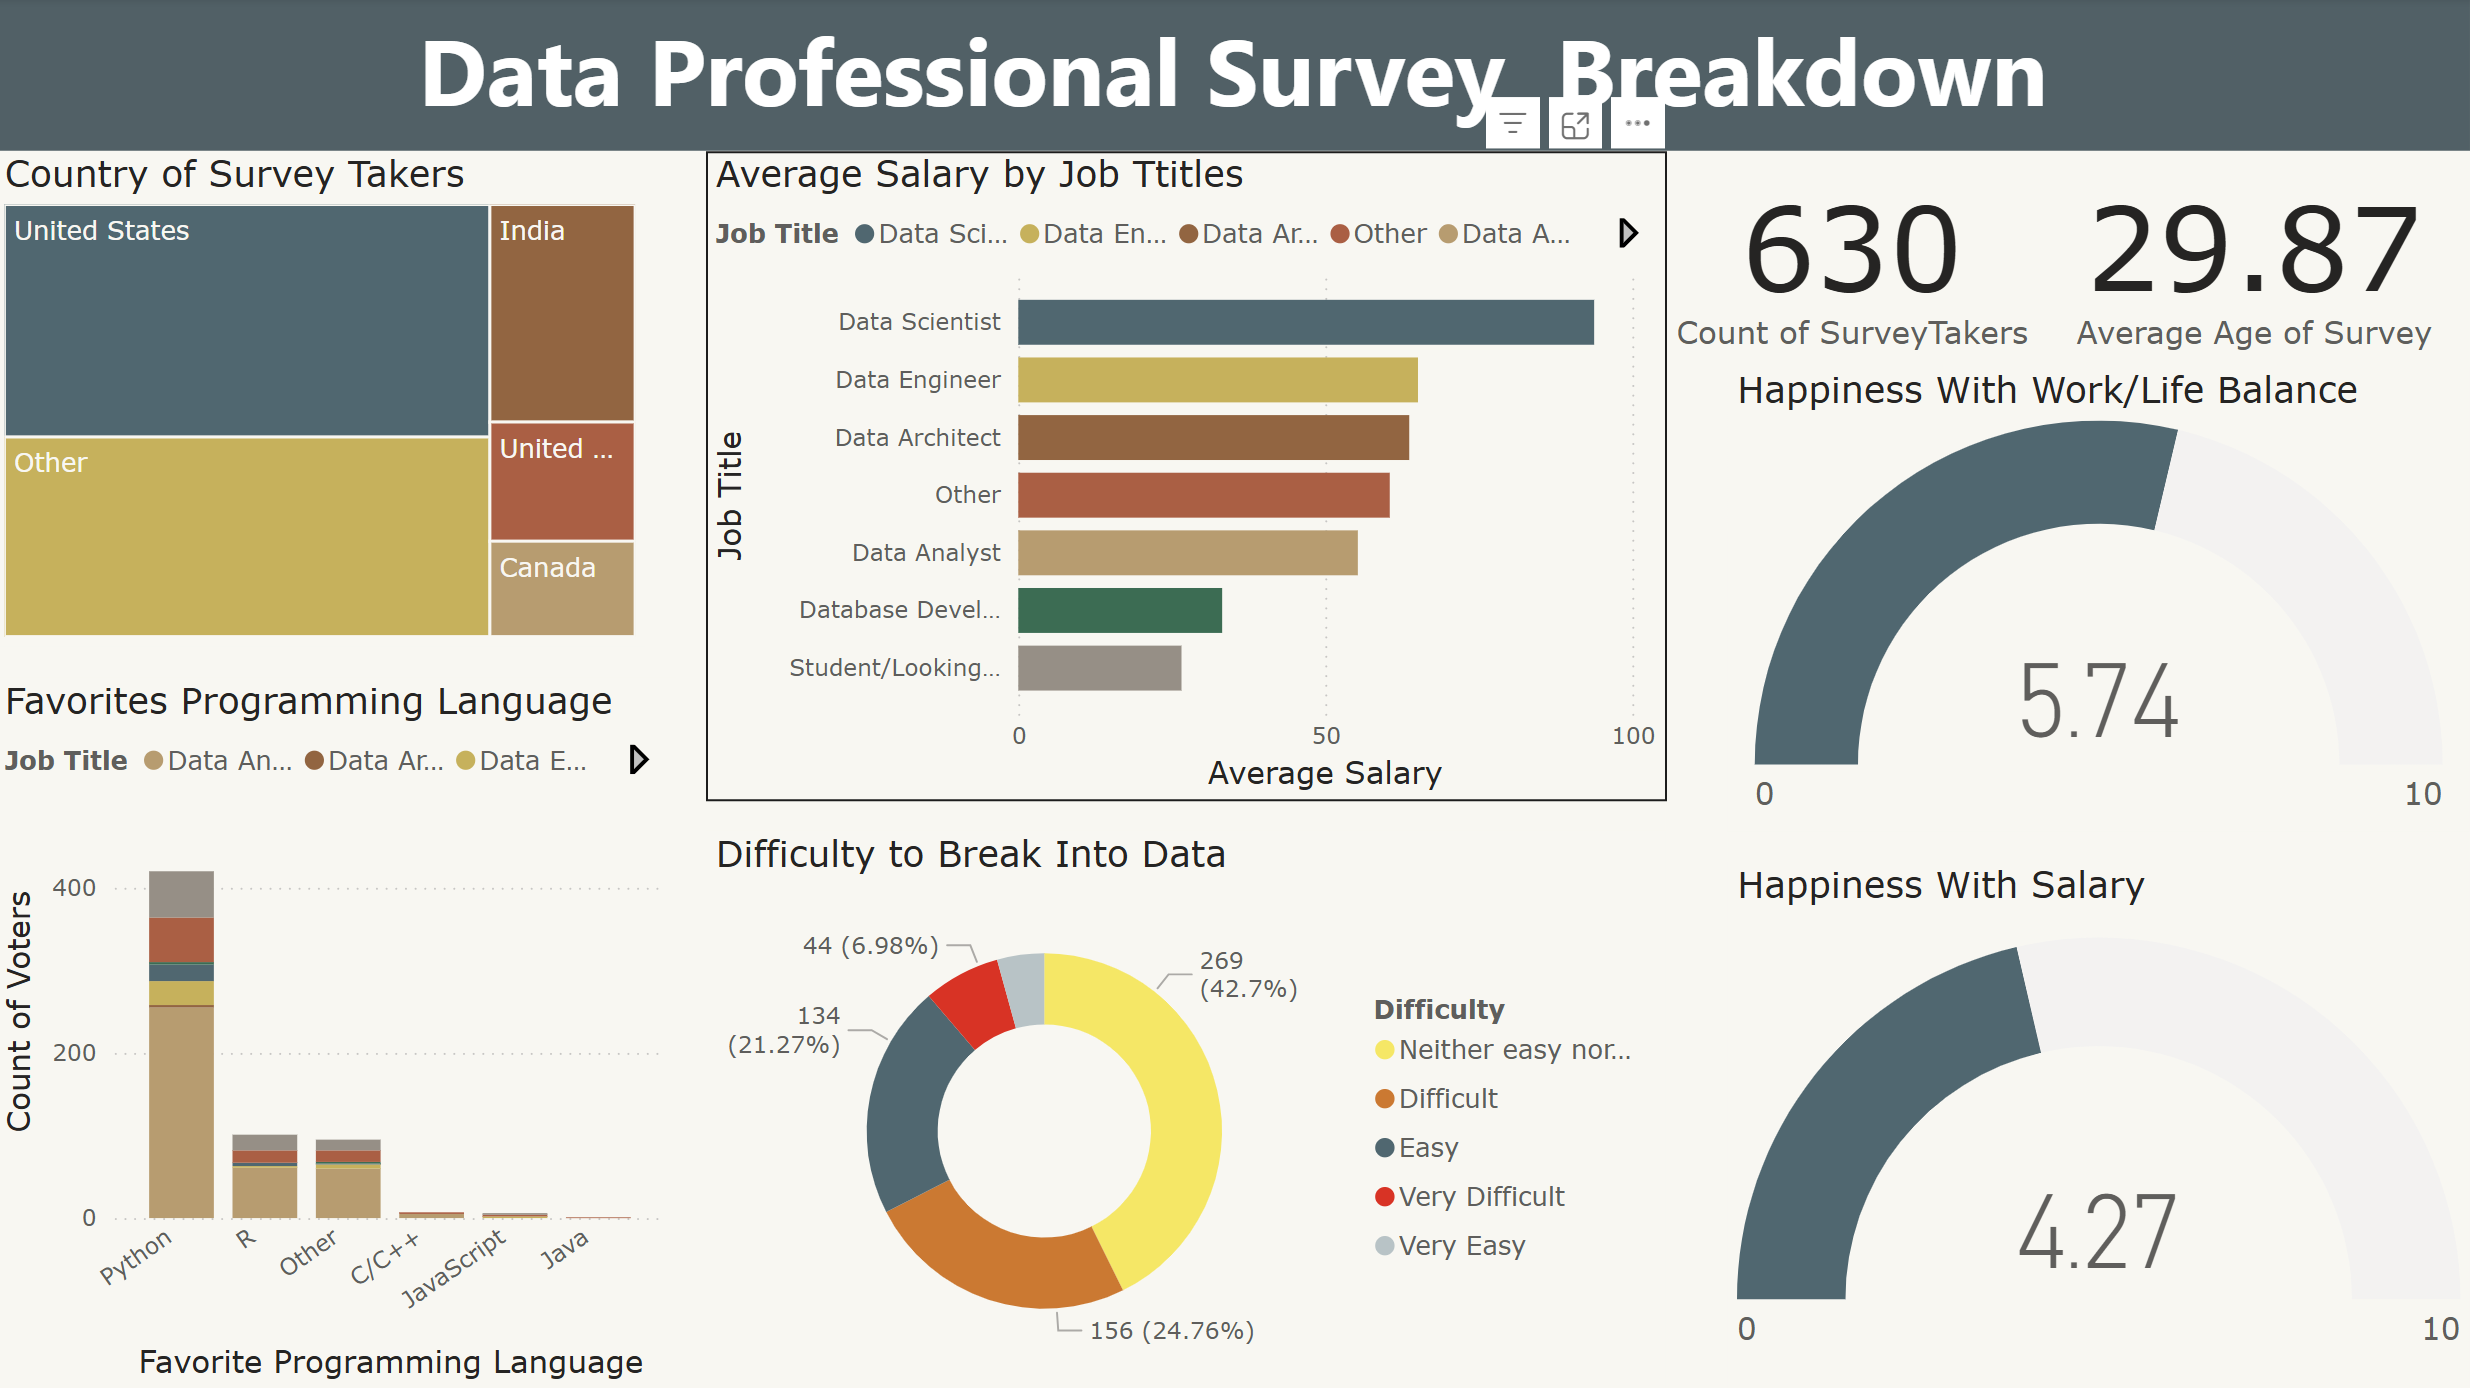 Data Professional Survey  Breakdown
Country of Survey Takers
United States
India
Other
United ...
Canada
Favorites Programming Language
Job Title
Data An...
Data Ar...
Data E...
Count of Voters
400
200
0
Python
R
Other
C/C++
JavaScript
Java
Favorite Programming Language
Average Salary by Job Ttitles
Job Title
Data Sci...
Data En...
Data Ar...
Other
Data A...
Job Title
Data Scientist
Data Engineer
Data Architect
Other
Data Analyst
Database Devel...
Student/Looking...
0
50
100
Average Salary
Difficulty to Break Into Data
44 (6.98%)
269
(42.7%)
134
(21.27%)
156 (24.76%)
Difficulty
Neither easy nor...
Difficult
Easy
Very Difficult
Very Easy
630
Count of SurveyTakers
29.87
Average Age of Survey
Happiness With Work/Life Balance
5.74
0
10
Happiness With Salary
4.27
0
10